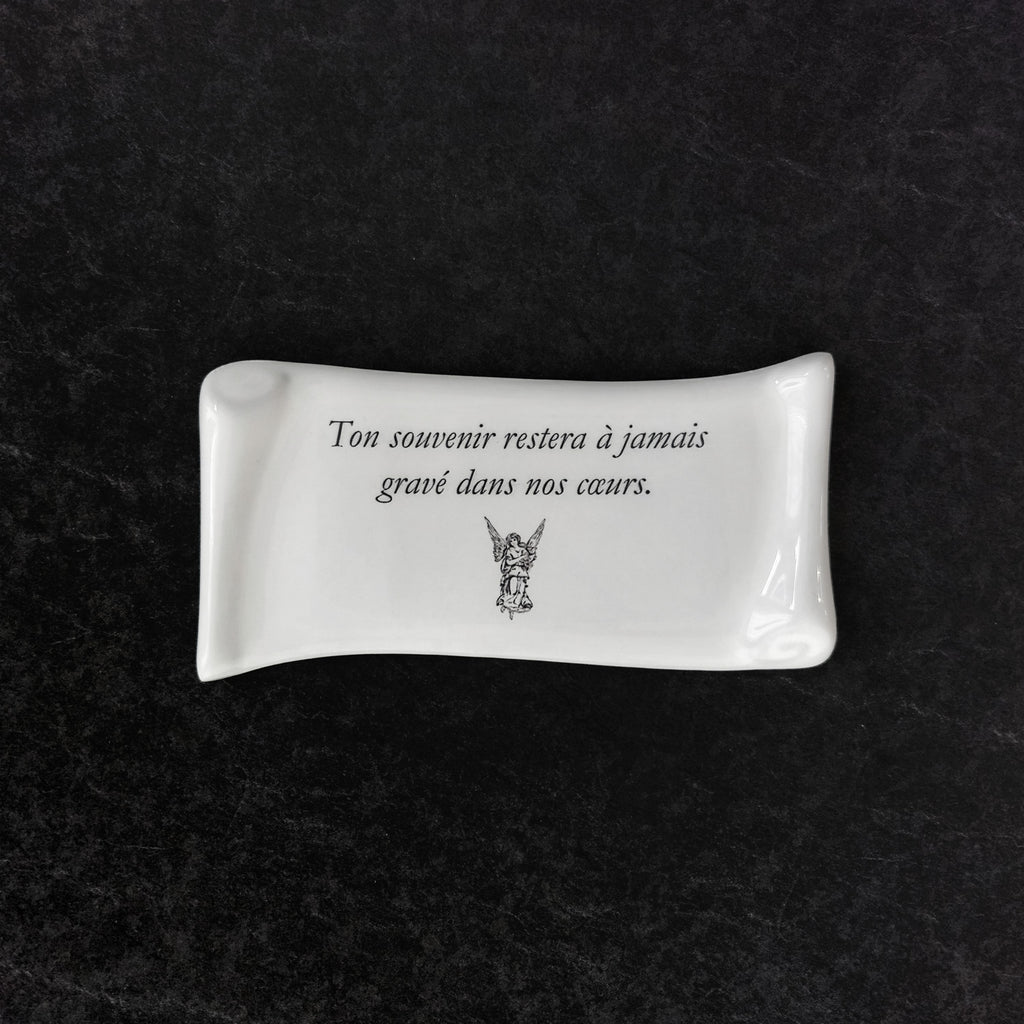 Ton souvenir restera à jamais
gravé dans nos cœurs.